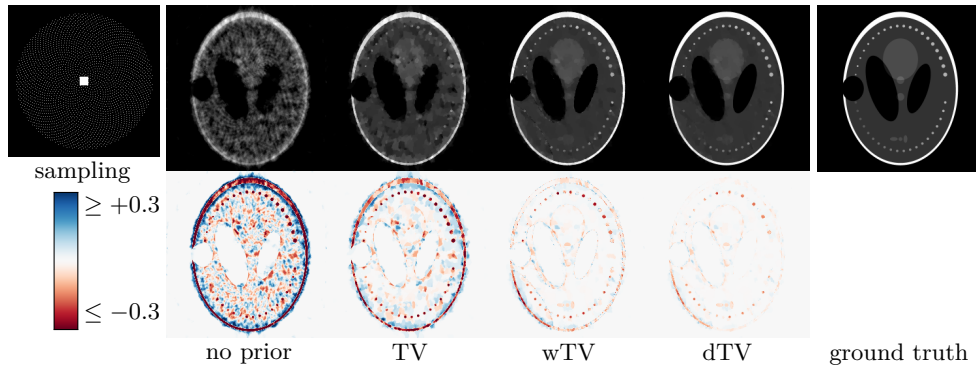 sampling
≥ +0.3
≤ −0.3
no prior
TV
wTV
dTV
ground truth